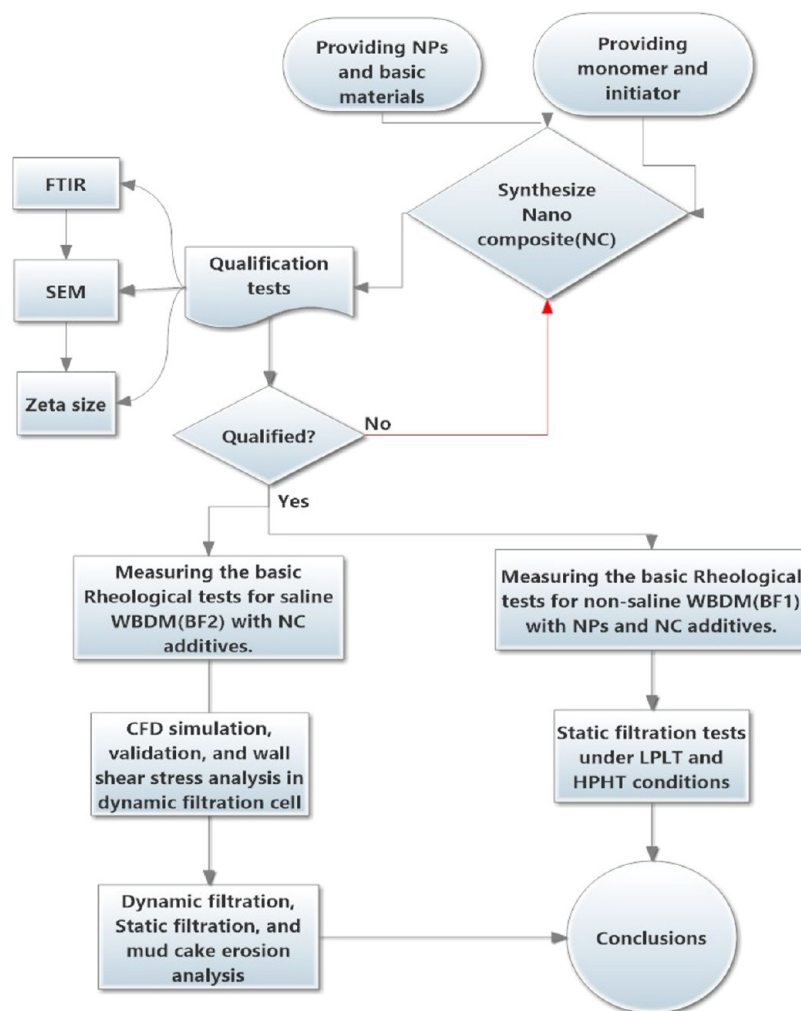 Providing NPs
and basic
materials
Providing
monomer and
initiator
Synthesize
Nano
composite(NC)
FTIR
SEM
Zeta size
Qualification
tests
Qualified?
No
Yes
Measuring the basic
Rheological tests for saline
WBDM(BF2) with NC
additives.
Measuring the basic Rheological
tests for non-saline WBDM(BF1)
with NPs and NC additives.
CFD simulation,
validation, and wall
shear stress analysis in
dynamic filtration cell
Static filtration tests
under LPLT and
HPHT conditions
Dynamic filtration,
Static filtration, and
mud cake erosion
analysis
Conclusions